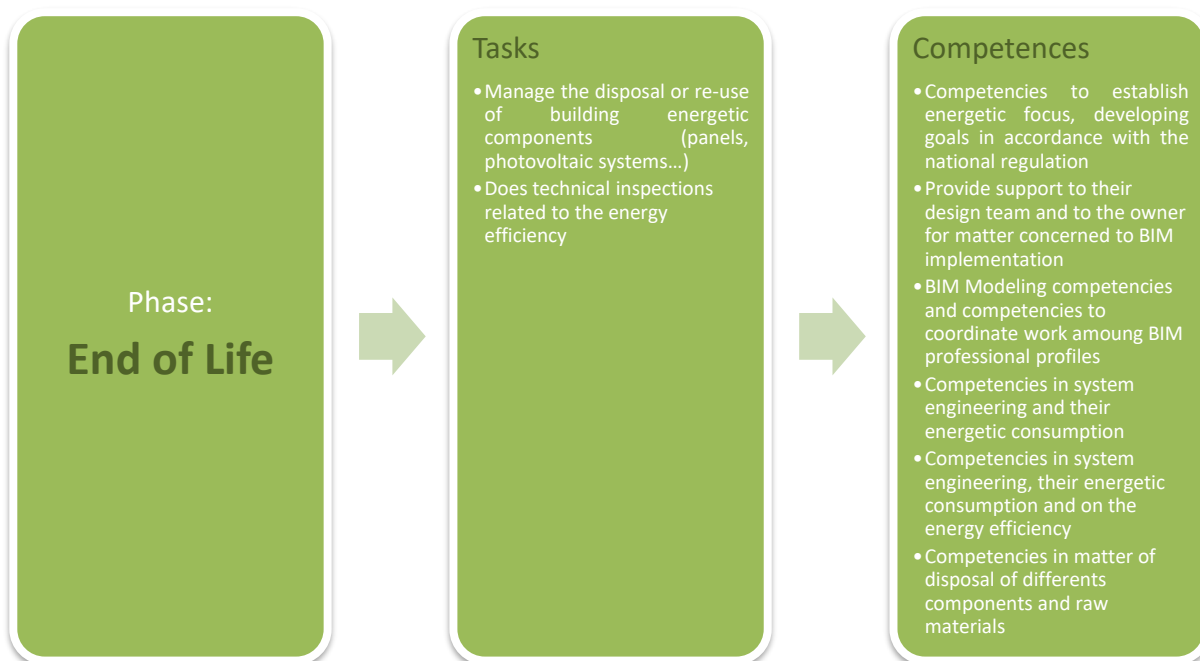 Phase:
End of Life
Tasks
•Manage the disposal or re-use
of building energetic
components (panels,
photovoltaic systems…)
•Does technical inspections
related to the energy
efficiency
Competences
•Competencies to establish
energetic focus, developing
goals in accordance with the
national regulation
•Provide support to their
design team and to the owner
for matter concerned to BIM
implementation
•BIM Modeling competencies
and competencies to
coordinate work amoung BIM
professional profiles
•Competencies in system
engineering and their
energetic consumption
•Competencies in system
engineering, their energetic
consumption and on the
energy efficiency
•Competencies in matter of
disposal of differents
components and raw
materials